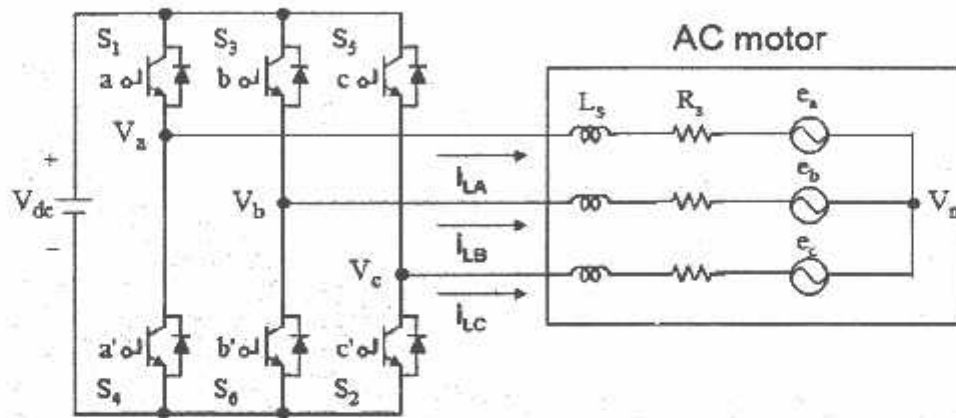 S1 S3 S5
AC motor
a b c
Ls Rs ea
Va
iLA
eb
+
Vdc
Vb
Vn
iLB
−
ec
Vc
iLC
a' b' c'
S4 S6 S2